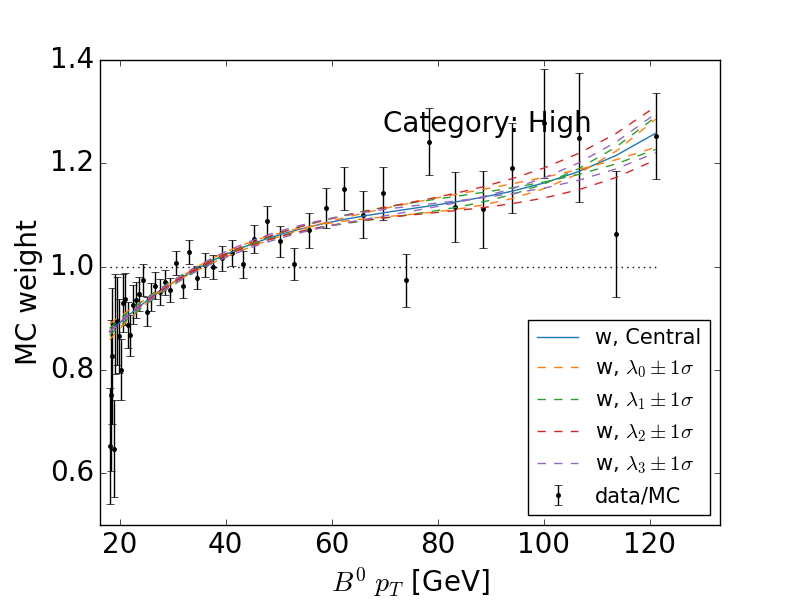 1.4
Category: High
1.2
MC weight
1.0
0.8
0.6
w, Central
w, λ₀ ± 1σ
w, λ₁ ± 1σ
w, λ₂ ± 1σ
w, λ₃ ± 1σ
data/MC
20 40 60 80 100 120
B⁰ p_T [GeV]